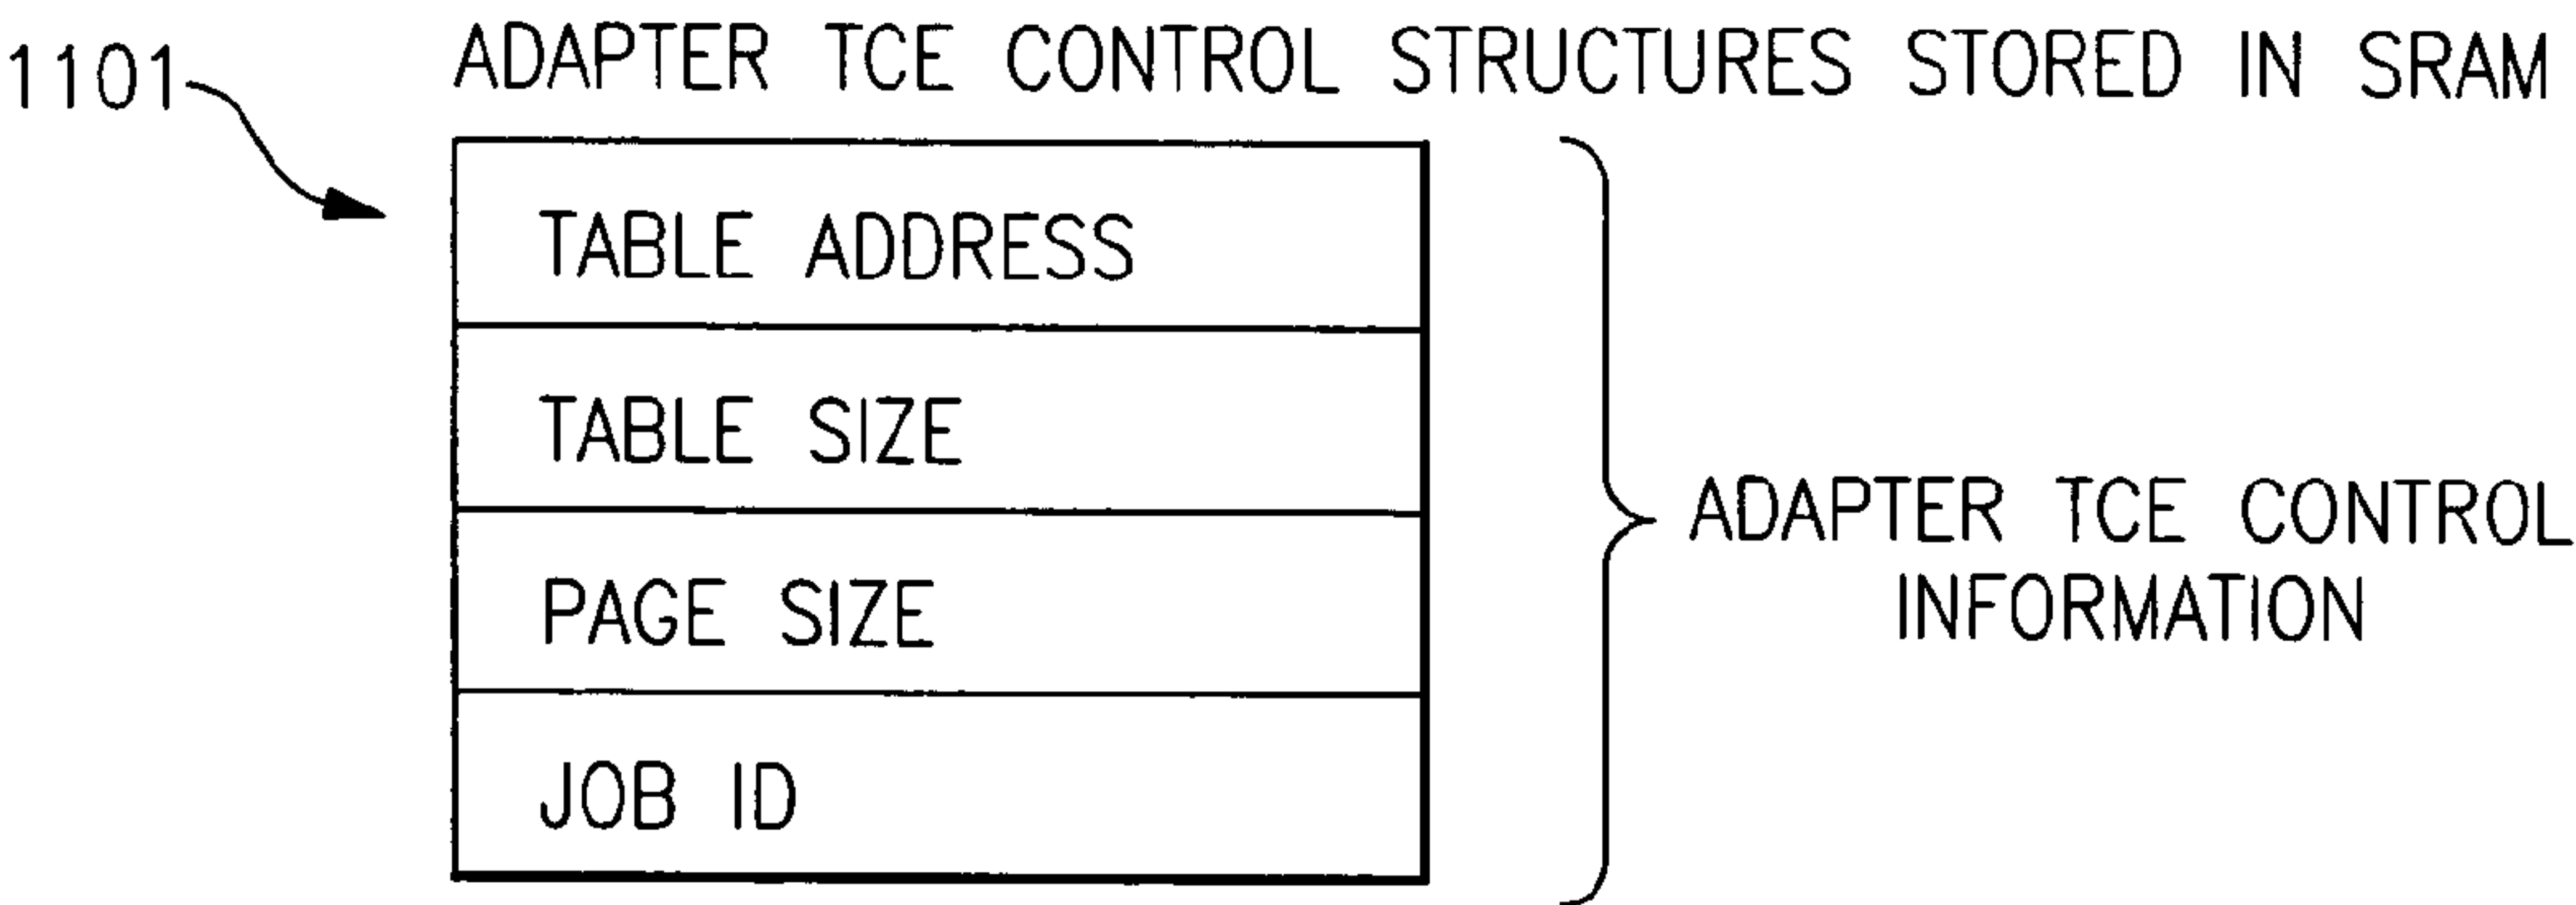 1101
ADAPTER TCE CONTROL STRUCTURES STORED IN SRAM
TABLE ADDRESS
TABLE SIZE
PAGE SIZE
JOB ID
ADAPTER TCE CONTROL
INFORMATION